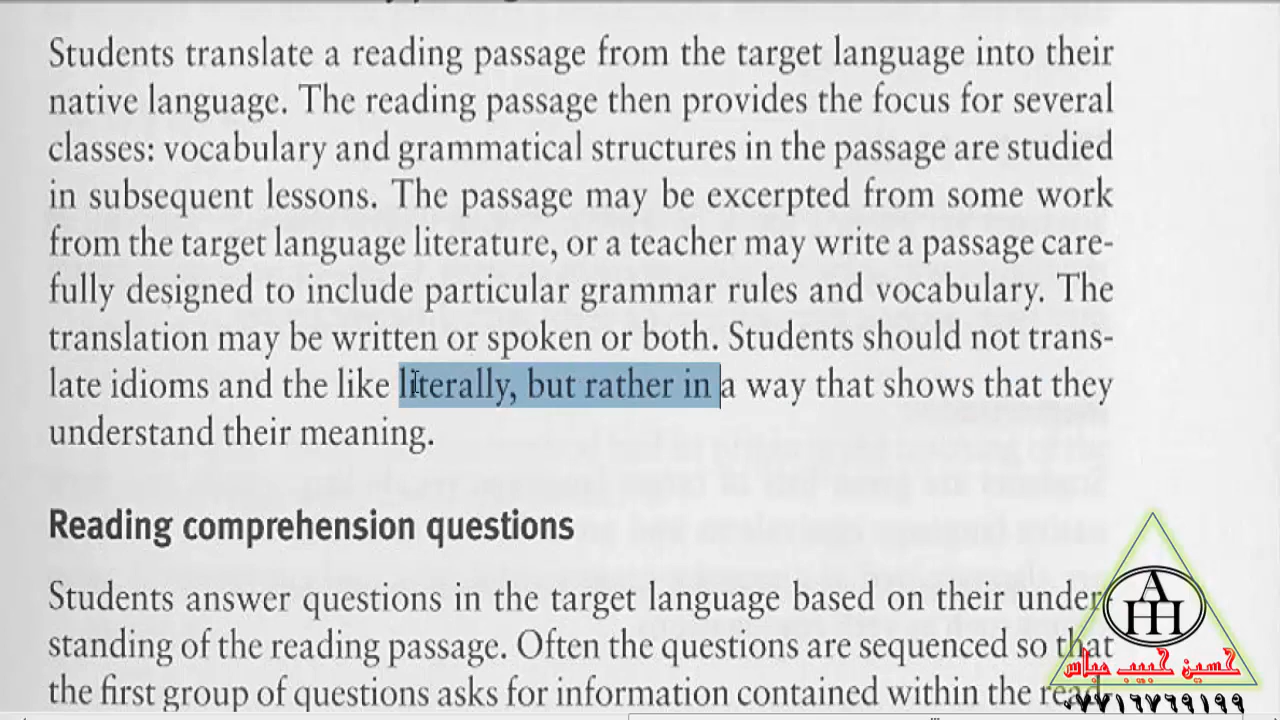 Students translate a reading passage from the target language into their
native language. The reading passage then provides the focus for several
classes: vocabulary and grammatical structures in the passage are studied
in subsequent lessons. The passage may be excerpted from some work
from the target language literature, or a teacher may write a passage care-
fully designed to include particular grammar rules and vocabulary. The
translation may be written or spoken or both. Students should not trans-
late idioms and the like literally, but rather in a way that shows that they
understand their meaning.
Reading comprehension questions
Students answer questions in the target language based on their under
standing of the reading passage. Often the questions are sequenced so that
the first group of questions asks for information contained within the read-
حسين حبيب عباس
٠٧٧١٦٧٦٩١٩٩